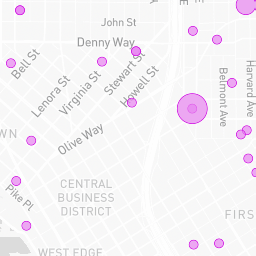 John St
Denny Way
Bell St
Lenora St
Virginia St
Stewart St
Howell St
Belmont Ave
Harvard Ave
Olive Way
OWN
Pike Pl
CENTRAL
BUSINESS
DISTRICT
FIRS
WEST EDGE